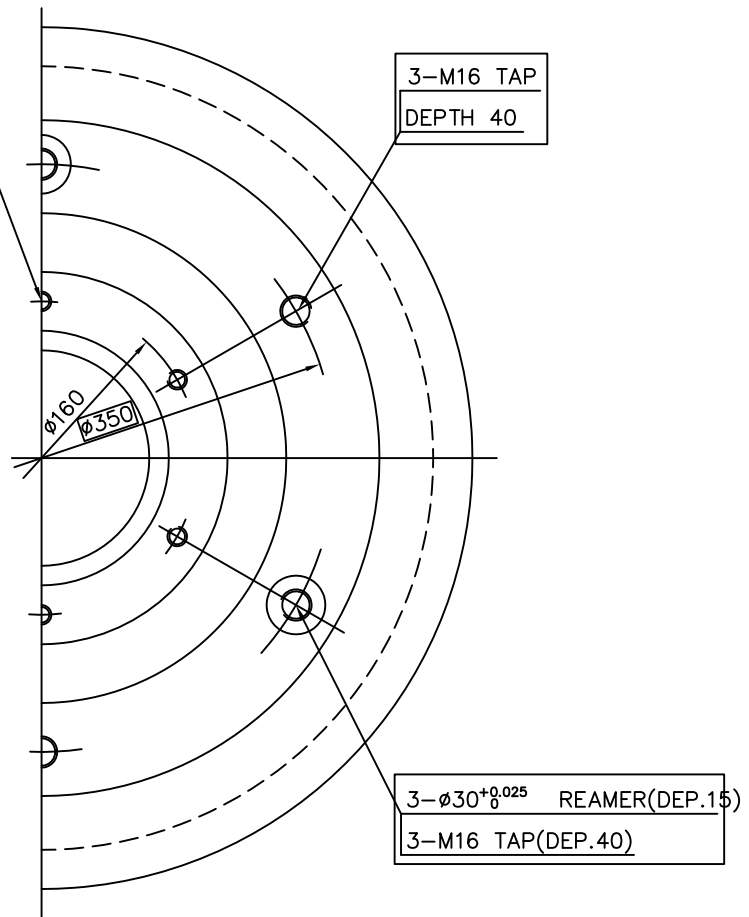 3-M16 TAP
DEPTH 40
ø160
ø350
3-ø30+0.025 0 REAMER(DEP.15)
3-M16 TAP(DEP.40)